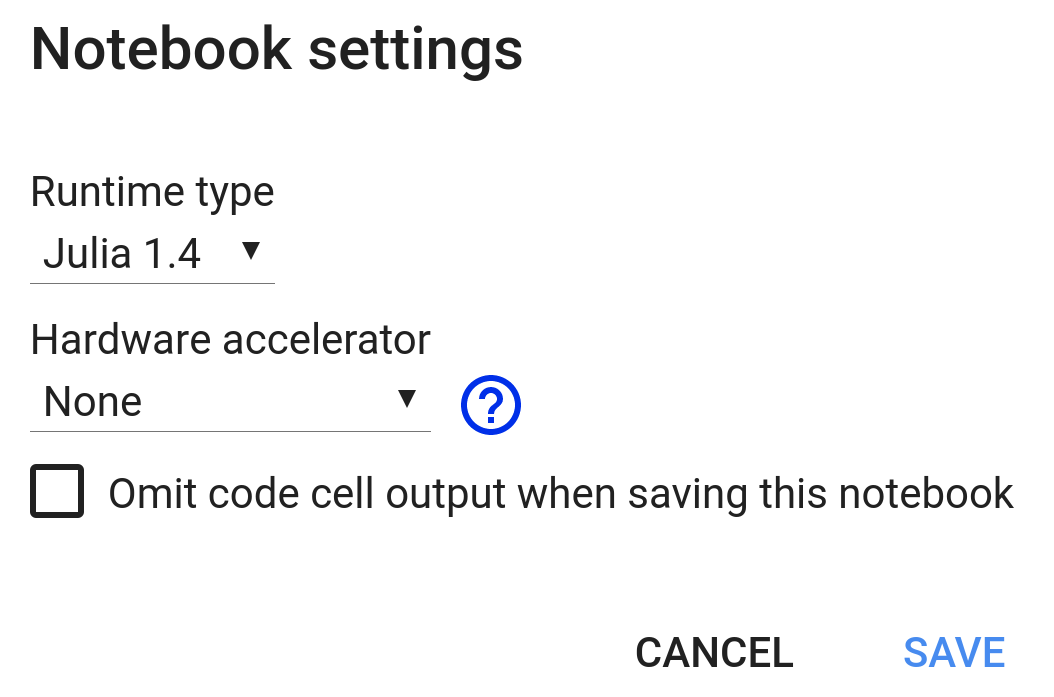 Notebook settings
Runtime type
Julia 1.4
Hardware accelerator
None
Omit code cell output when saving this notebook
CANCEL SAVE